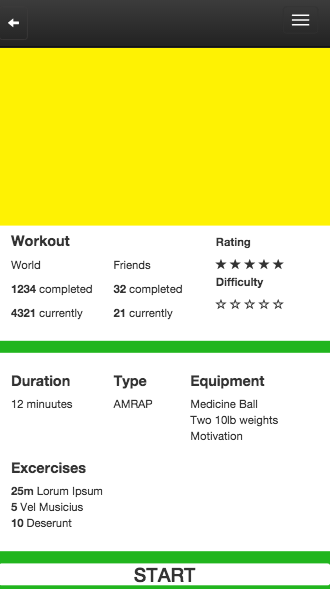 Workout
Rating
World
Friends
★★★★★
Difficulty
1234 completed
32 completed
☆☆☆☆☆
4321 currently
21 currently
Duration
Type
Equipment
12 minuutes
AMRAP
Medicine Ball
Two 10lb weights
Motivation
Excercises
25m Lorum Ipsum
5 Vel Musicius
10 Deserunt
START